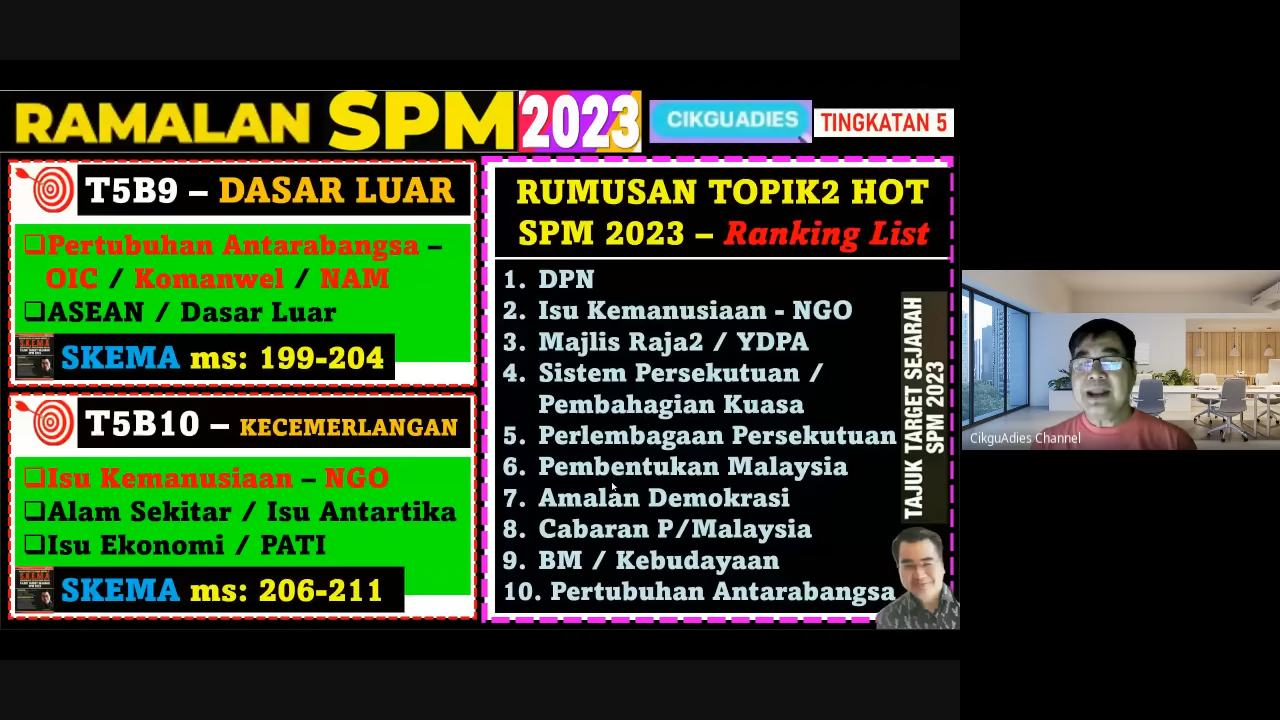 RAMALAN SPM 2023
CIKGUADIES
TINGKATAN 5
T5B9 – DASAR LUAR
❑Pertubuhan Antarabangsa –
OIC / Komanwel / NAM
❑ASEAN / Dasar Luar
SKEMA ms: 199-204
T5B10 – KECEMERLANGAN
❑Isu Kemanusiaan – NGO
❑Alam Sekitar / Isu Antartika
❑Isu Ekonomi / PATI
SKEMA ms: 206-211
RUMUSAN TOPIK2 HOT
SPM 2023 – Ranking List
1. DPN
2. Isu Kemanusiaan - NGO
3. Majlis Raja2 / YDPA
4. Sistem Persekutuan /
Pembahagian Kuasa
5. Perlembagaan Persekutuan
6. Pembentukan Malaysia
7. Amalan Demokrasi
8. Cabaran P/Malaysia
9. BM / Kebudayaan
10. Pertubuhan Antarabangsa
TAJUK TARGET SEJARAH
SPM 2023
CikguAdies Channel